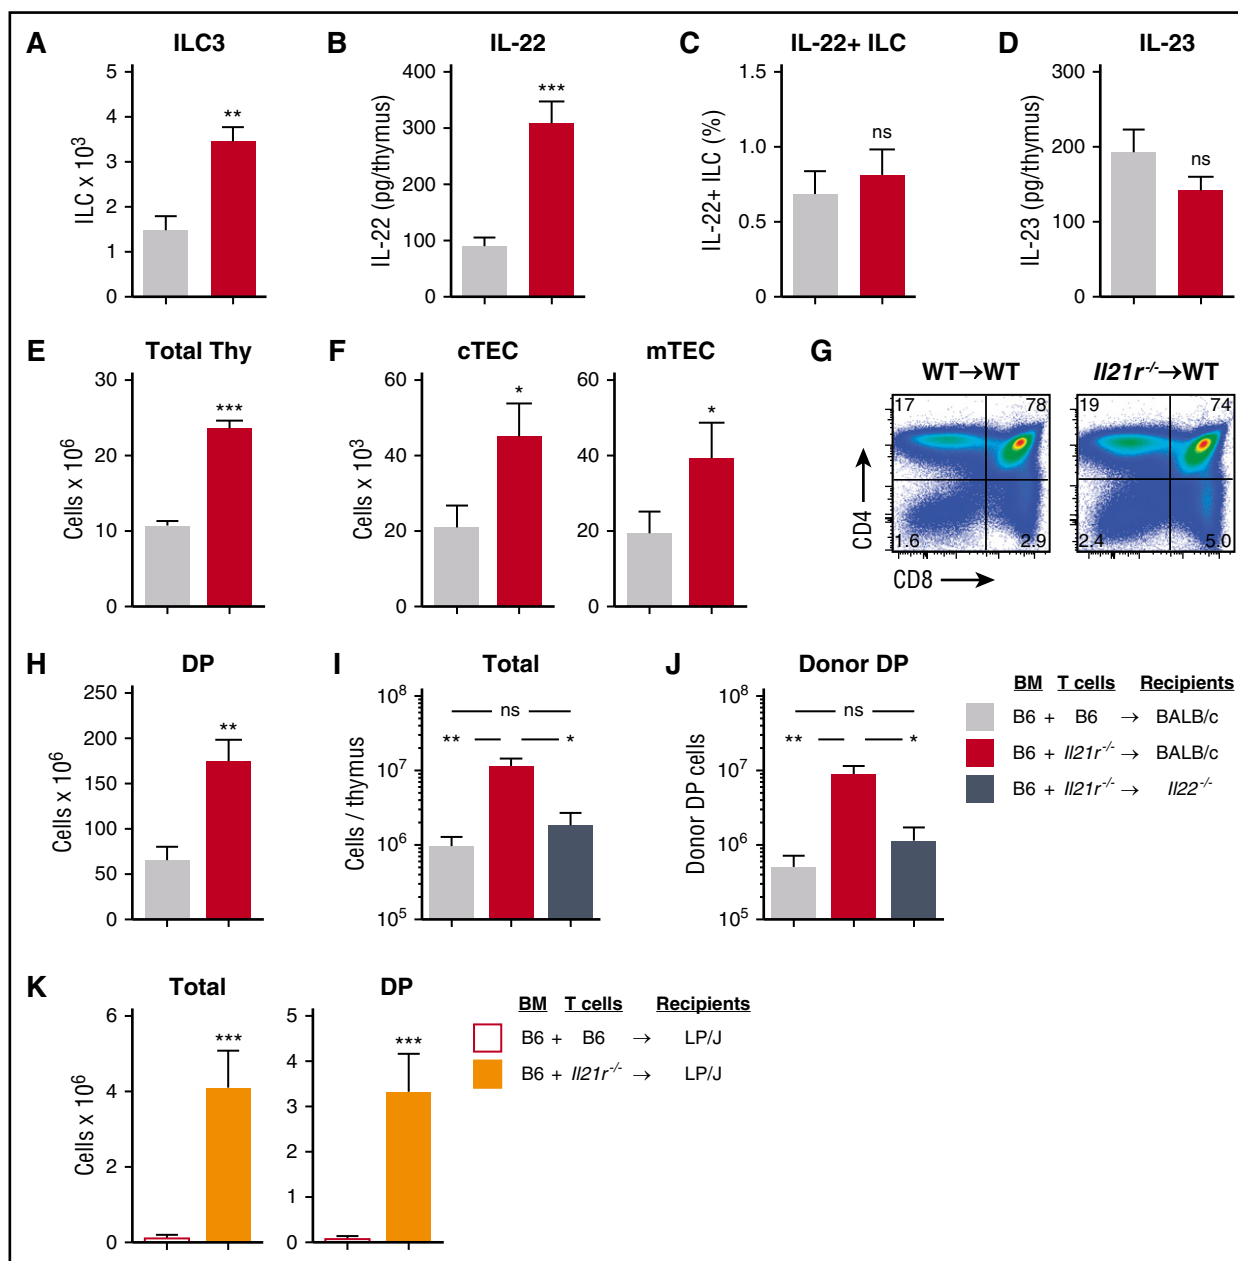 A ILC3
ILC x 10³
5
4
3
2
1
0
**
B IL-22
IL-22 (pg/thymus)
400
300
200
100
0
***
C IL-22+ ILC
IL-22+ ILC (%)
1.5
1.0
0.5
0
ns
D IL-23
IL-23 (pg/thymus)
300
200
100
0
ns
E Total Thy
Cells x 10⁶
30
20
10
0
***
F cTEC
Cells x 10³
60
40
20
0
*
mTEC
60
40
20
0
*
G
WT→WT
17 78
1.6 2.9
Il21r⁻/⁻→WT
19 74
2.4 5.0
CD4
CD8
H DP
Cells x 10⁶
250
200
150
100
50
0
**
I Total
Cells / thymus
10⁸
10⁷
10⁶
10⁵
ns
** *
J Donor DP
Donor DP cells
10⁸
10⁷
10⁶
10⁵
ns
** *
BM T cells Recipients
B6 + B6 → BALB/c
B6 + Il21r⁻/⁻ → BALB/c
B6 + Il21r⁻/⁻ → Il22⁻/⁻
K Total
Cells x 10⁶
6
4
2
0
***
DP
5
4
3
2
1
0
***
BM T cells Recipients
B6 + B6 → LP/J
B6 + Il21r⁻/⁻ → LP/J